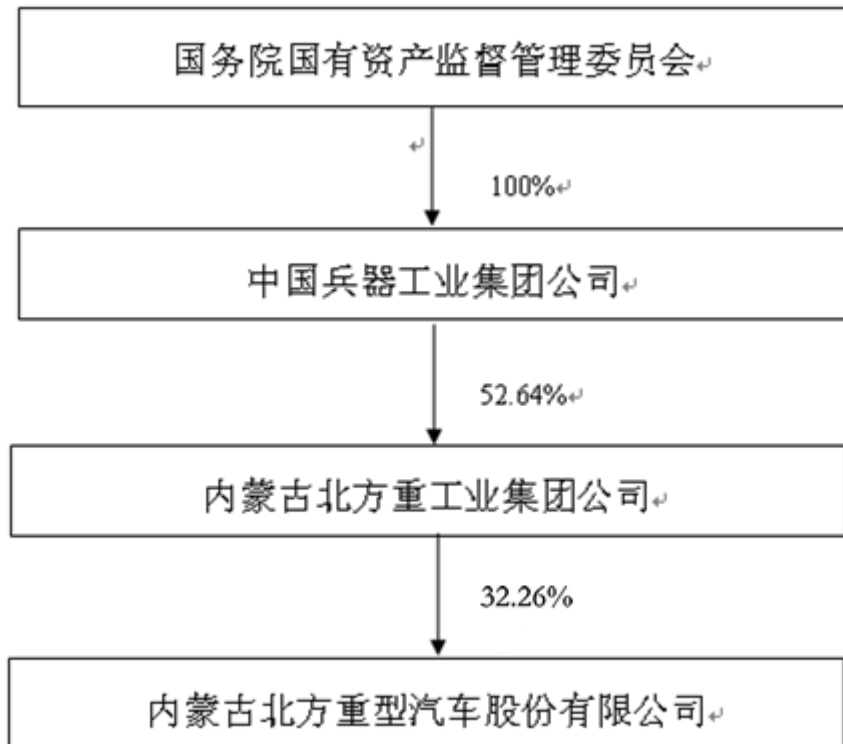 国务院国有资产监督管理委员会
100%
中国兵器工业集团公司
52.64%
内蒙古北方重工业集团公司
32.26%
内蒙古北方重型汽车股份有限公司